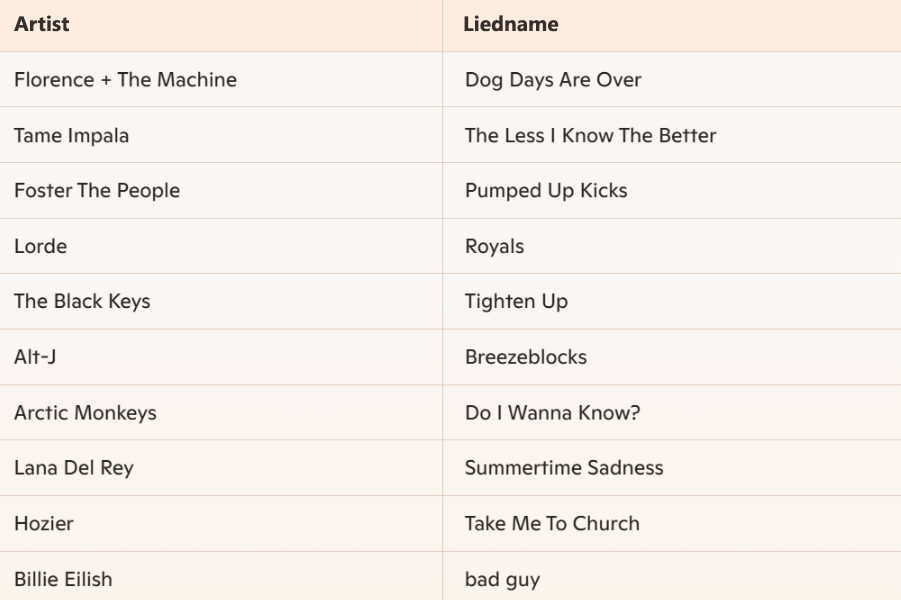 Artist Liedname
Florence + The Machine Dog Days Are Over
Tame Impala The Less I Know The Better
Foster The People Pumped Up Kicks
Lorde Royals
The Black Keys Tighten Up
Alt-J Breezeblocks
Arctic Monkeys Do I Wanna Know?
Lana Del Rey Summertime Sadness
Hozier Take Me To Church
Billie Eilish bad guy